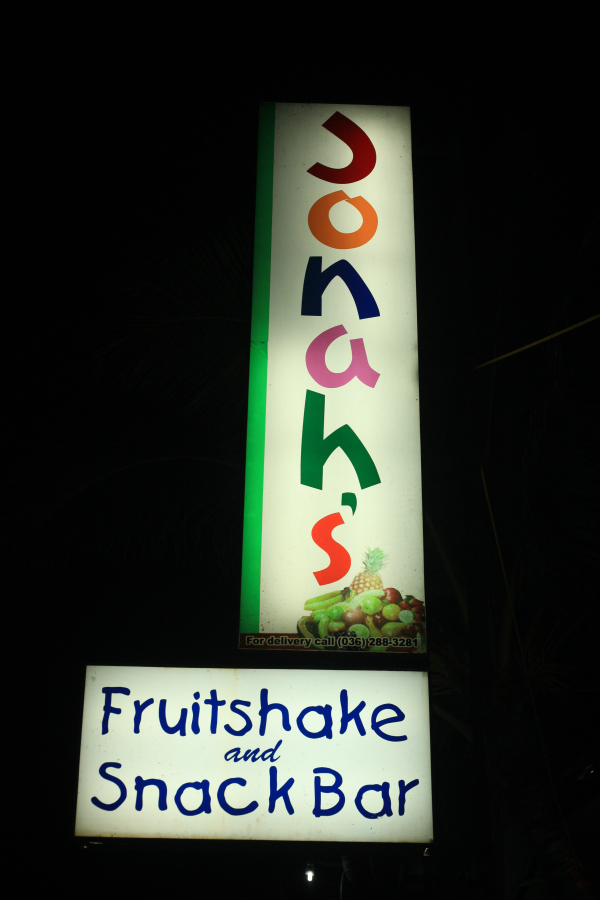 Jonah's
For delivery call (036) 288-3281
Fruitshake
and
Snack Bar